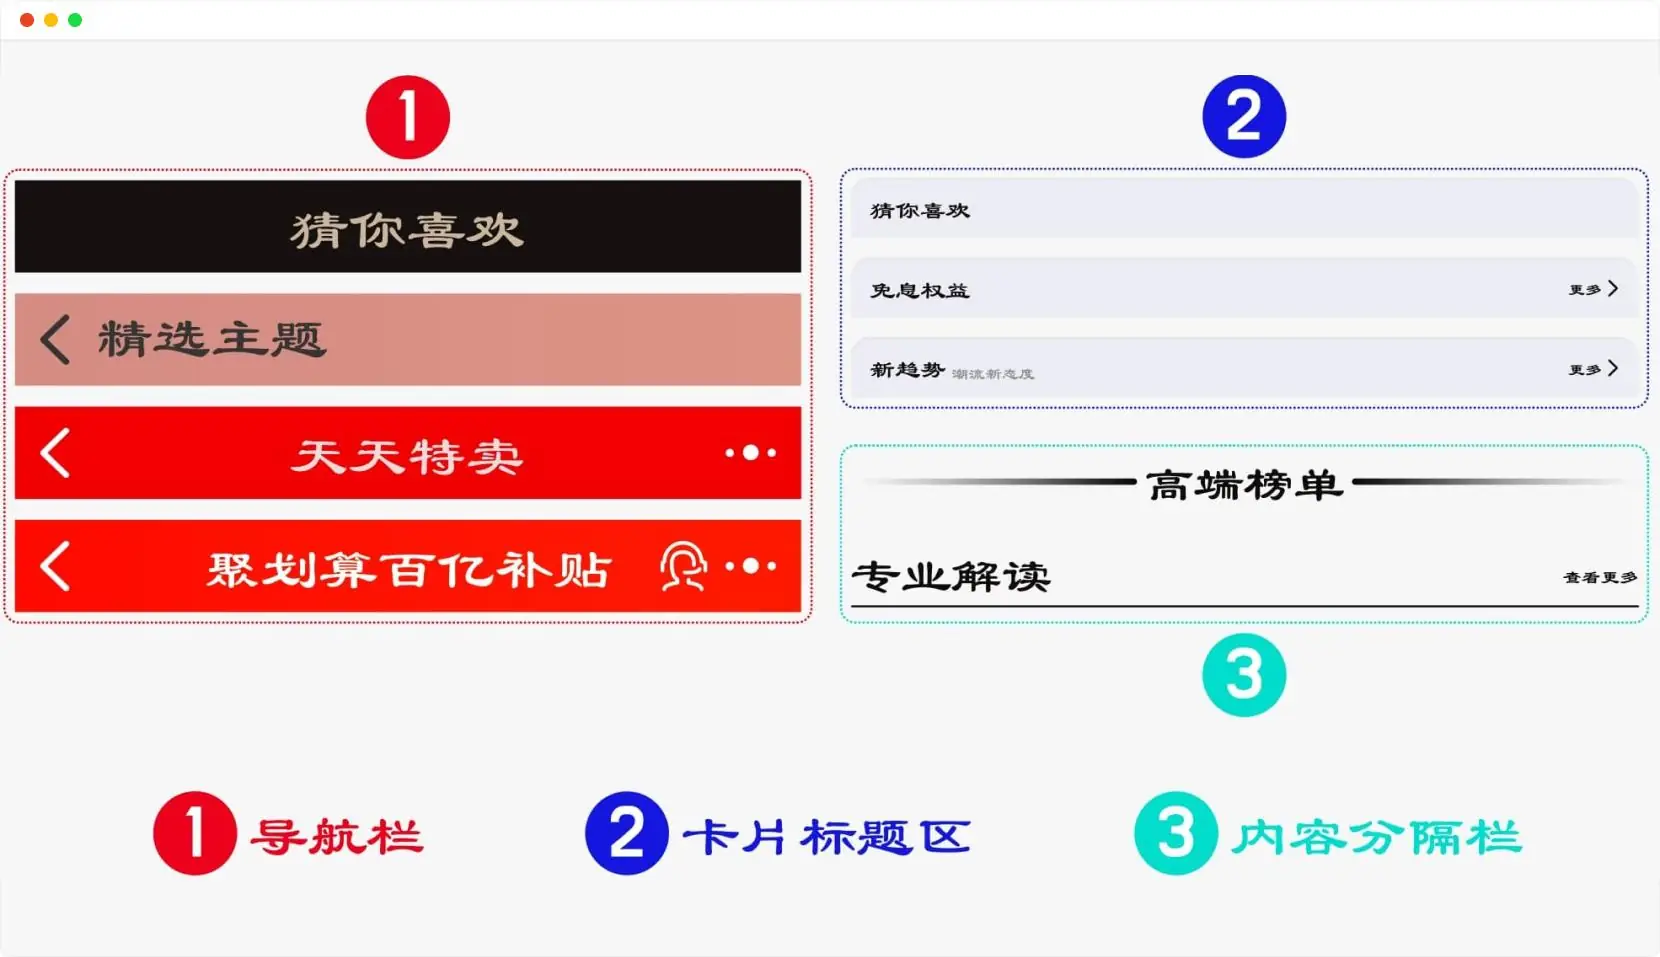 1
猜你喜欢
精选主题
天天特卖
聚划算百亿补贴
2
猜你喜欢
免息权益 更多
新趋势 潮流新态度 更多
高端榜单
专业解读 查看更多
3
1 导航栏 2 卡片标题区 3 内容分隔栏